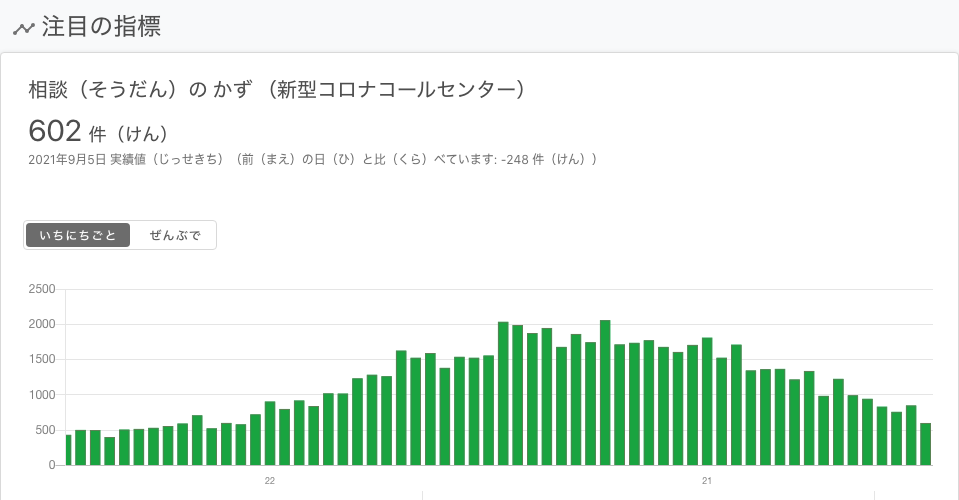 注目の指標
相談（そうだん）の かず （新型コロナコールセンター）
602 件（けん）
2021年9月5日 実績値（じっせきち）（前（まえ）の日（ひ）と比（くら）べています: -248 件（けん））
いちにちごと ぜんぶで
2500
2000
1500
1000
500
0
22 21